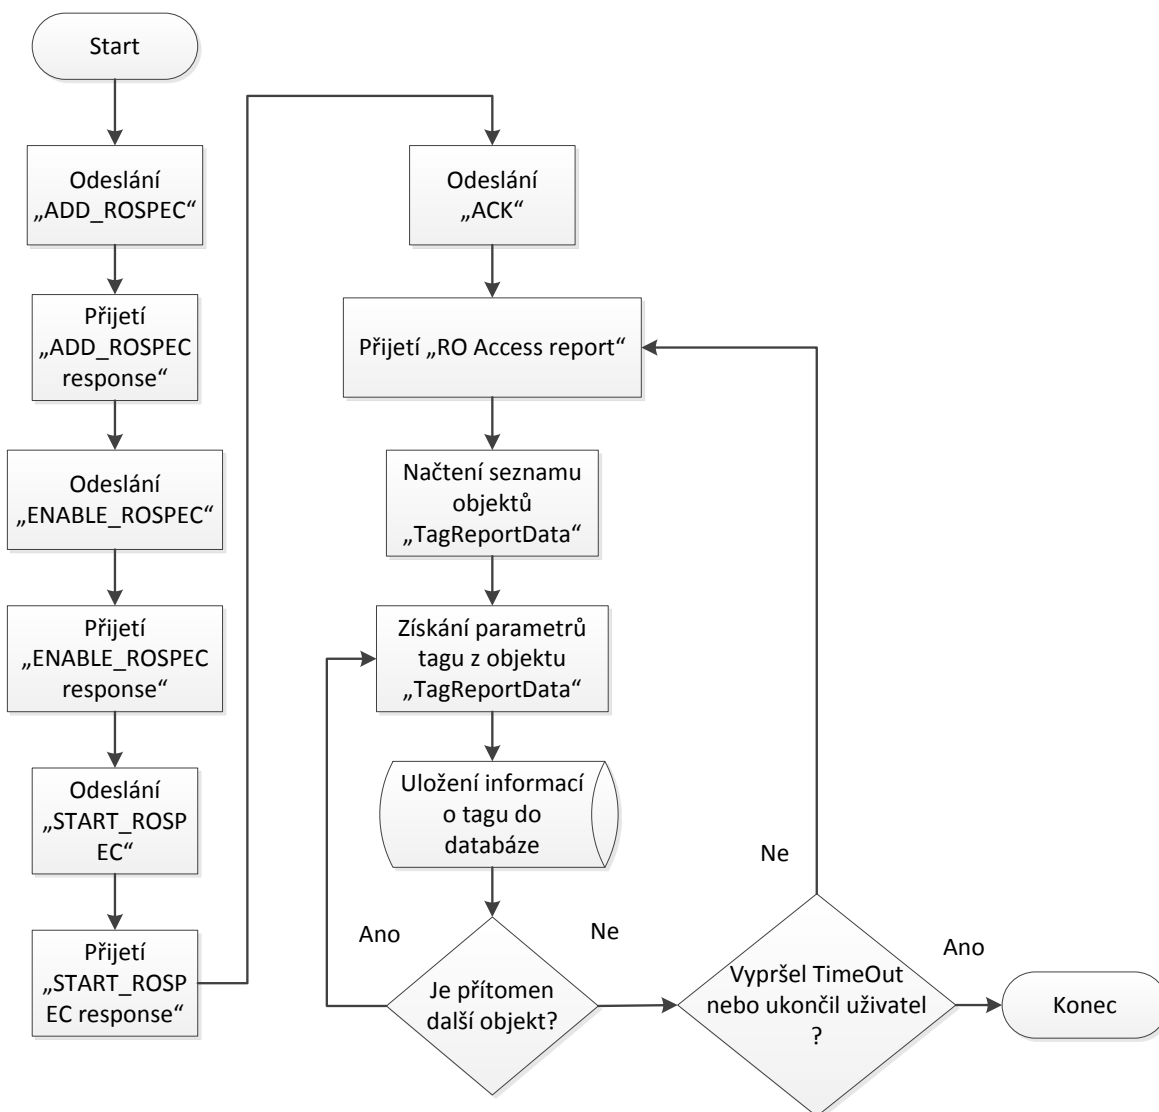 Start
Odeslání
„ADD_ROSPEC“
Přijetí
„ADD_ROSPEC
response“
Odeslání
„ENABLE_ROSPEC“
Přijetí
„ENABLE_ROSPEC
response“
Odeslání
„START_ROSP
EC“
Přijetí
„START_ROSP
EC response“
Odeslání
„ACK“
Přijetí „RO Access report“
Načtení seznamu
objektů
„TagReportData“
Získání parametrů
tagu z objektu
„TagReportData“
Uložení informací
o tagu do
databáze
Je přítomen
další objekt?
Ano
Ne
Vypršel TimeOut
nebo ukončil uživatel
?
Ne
Ano
Konec